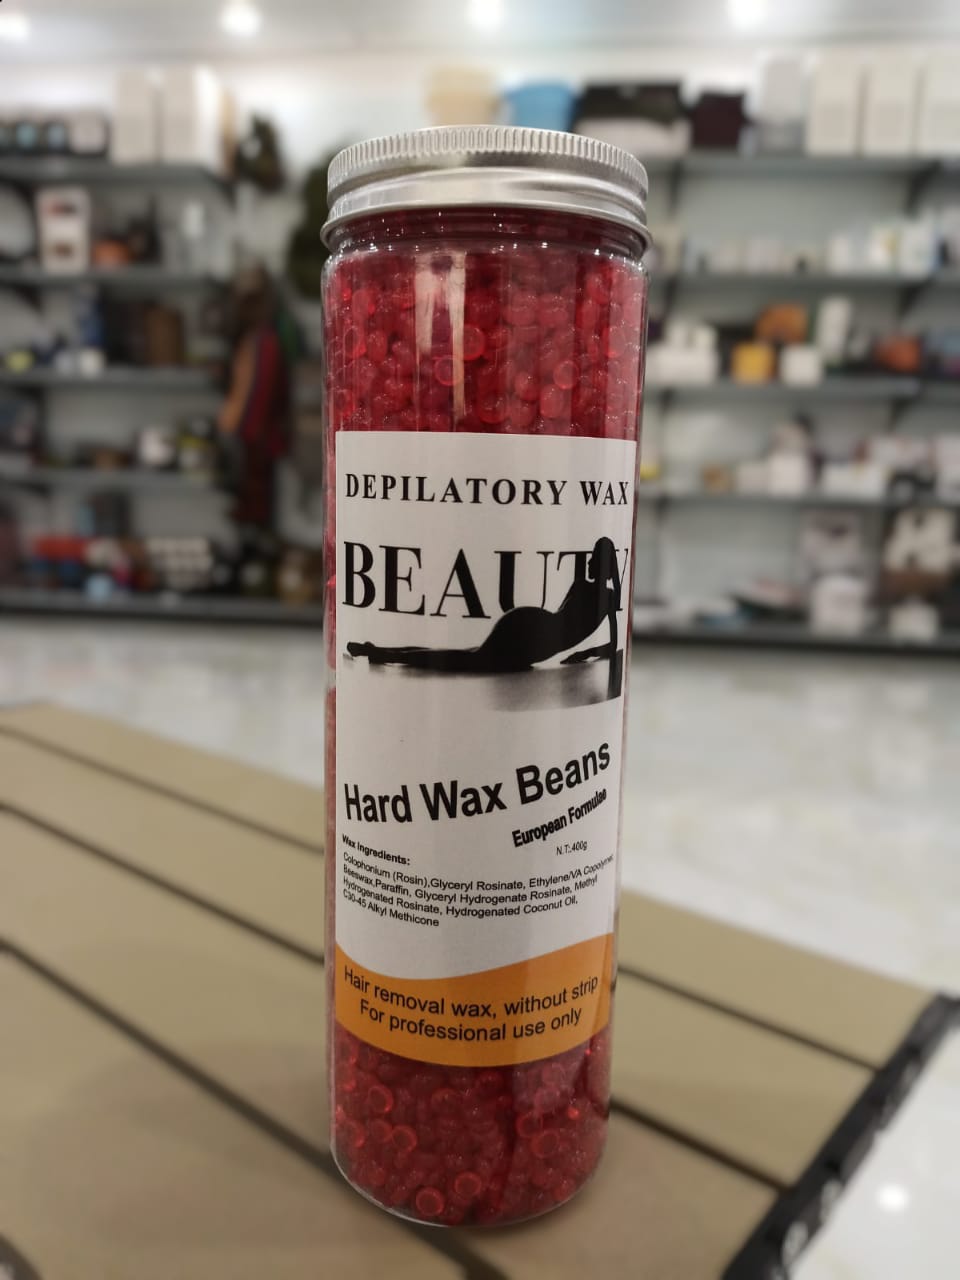 DEPILATORY WAX
BEAUTY
Hard Wax Beans
European Formulae
N.T:.400g
Wax ingredients:
Colophonium (Rosin),Glyceryl Rosinate, Ethylene/VA Copolymer,
Beeswax,Paraffin, Glyceryl Hydrogenate Rosinate, Methyl
Hydrogenated Rosinate, Hydrogenated Coconut Oil,
C30-45 Alkyl Methicone
Hair removal wax, without strip
For professional use only